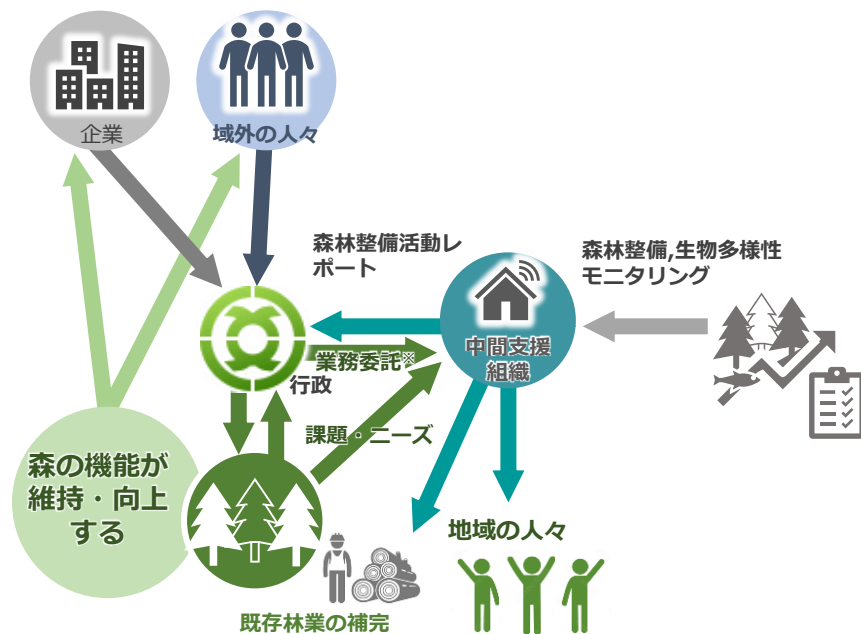 企業
域外の人々
森林整備活動レ
ポート
森林整備,生物多様性
モニタリング
中間支援
組織
業務委託※
行政
課題・ニーズ
森の機能が
維持・向上
する
地域の人々
既存林業の補完